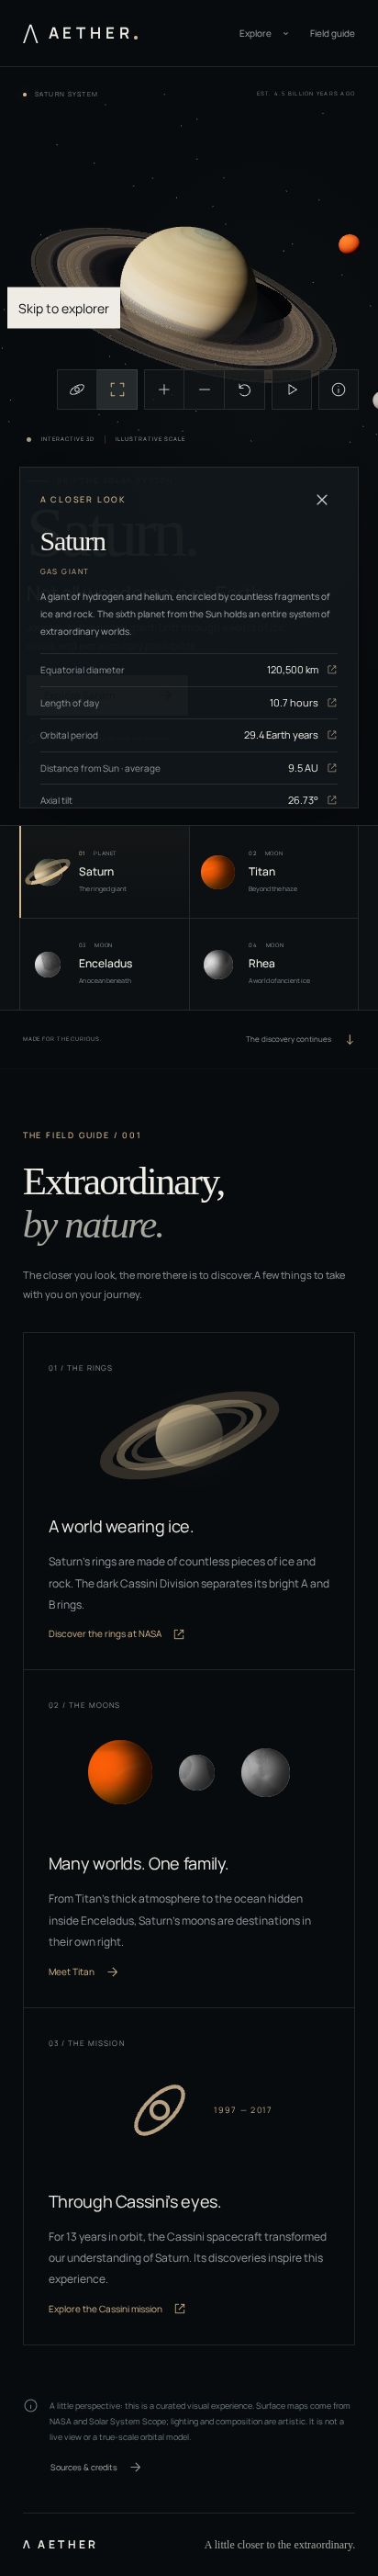 AETHER.
Explore
Field guide
SATURN SYSTEM
EST. 4.5 BILLION YEARS AGO
Skip to explorer
INTERACTIVE 3D | ILLUSTRATIVE SCALE
A CLOSER LOOK
Saturn.
Saturn
GAS GIANT
A giant of hydrogen and helium, encircled by countless fragments of
ice and rock. The sixth planet from the Sun holds an entire system of
extraordinary worlds.
Equatorial diameter 120,500 km
Length of day 10.7 hours
Orbital period 29.4 Earth years
Distance from Sun · average 9.5 AU
Axial tilt 26.73°
01 PLANET
Saturn
The ringed giant
02 MOON
Titan
Beyond the haze
03 MOON
Enceladus
An ocean beneath
04 MOON
Rhea
A world of ancient ice
MADE FOR THE CURIOUS.
The discovery continues
THE FIELD GUIDE / 001
Extraordinary,
by nature.
The closer you look, the more there is to discover. A few things to take
with you on your journey.
01 / THE RINGS
A world wearing ice.
Saturn's rings are made of countless pieces of ice and
rock. The dark Cassini Division separates its bright A and
B rings.
Discover the rings at NASA
02 / THE MOONS
Many worlds. One family.
From Titan's thick atmosphere to the ocean hidden
inside Enceladus, Saturn's moons are destinations in
their own right.
Meet Titan
03 / THE MISSION
1997 — 2017
Through Cassini's eyes.
For 13 years in orbit, the Cassini spacecraft transformed
our understanding of Saturn. Its discoveries inspire this
experience.
Explore the Cassini mission
A little perspective: this is a curated visual experience. Surface maps come from
NASA and Solar System Scope; lighting and composition are artistic. It is not a
live view or a true-scale orbital model.
Sources & credits
AETHER
A little closer to the extraordinary.